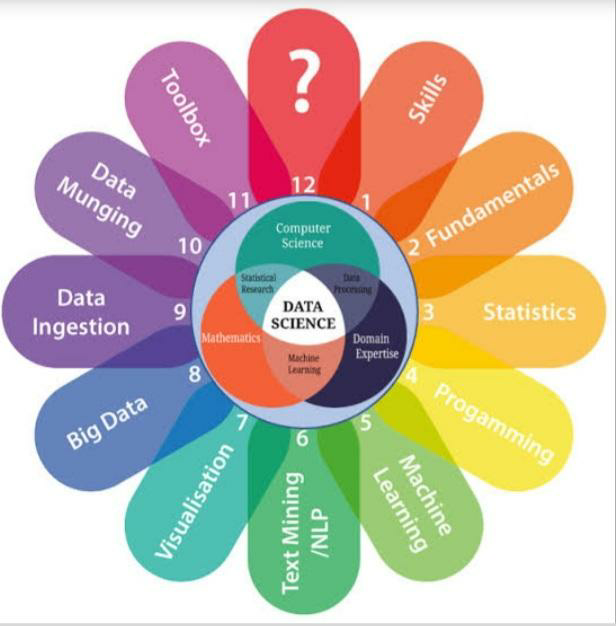 ?
12
Skills
1
2 Fundamentals
3
Statistics
4
Progamming
5
Machine
Learning
6
Text Mining
/NLP
7
Visualisation
8
Big Data
9
Data
Ingestion
10
Data
Munging
11
Toolbox
Computer
Science
Statistical
Research
Data
Processing
DATA
SCIENCE
Mathematics
Domain
Expertise
Machine
Learning